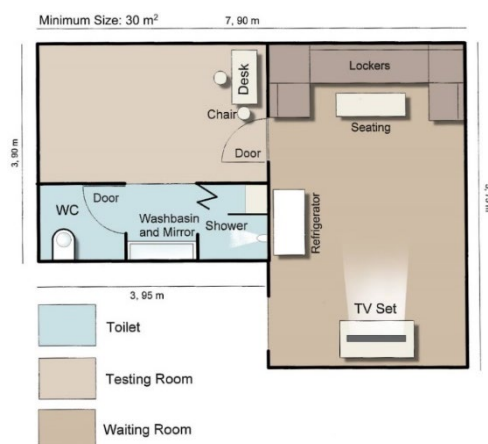 Minimum Size: 30 m²
7, 90 m
Lockers
Desk
Chair
Seating
Door
3, 90 m
Door
WC
Washbasin
and Mirror
Shower
Refrigerator
3, 95 m
TV Set
Toilet
Testing Room
Waiting Room